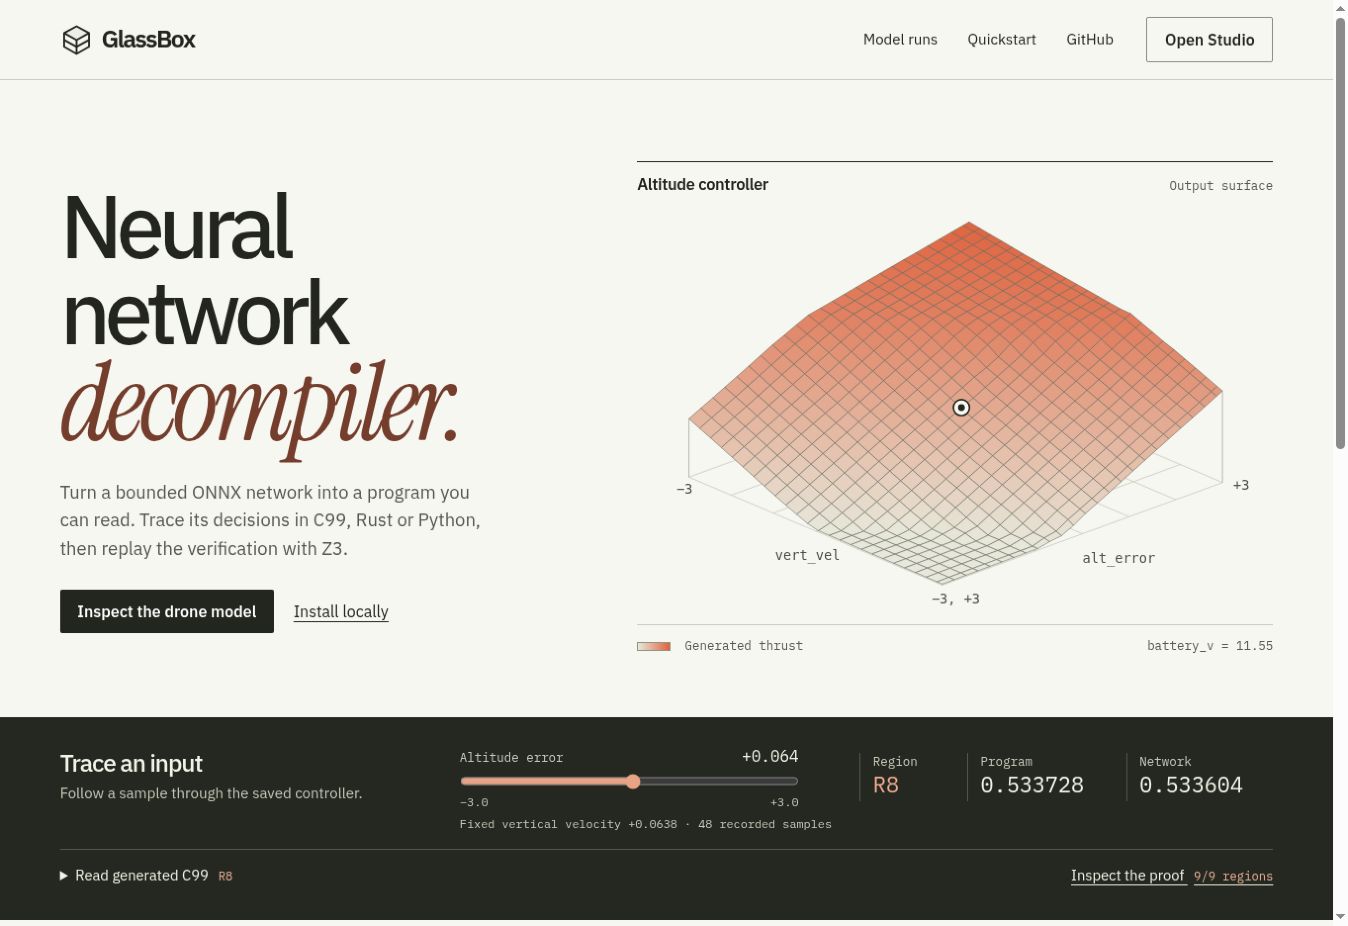 GlassBox
Model runs
Quickstart
GitHub
Open Studio
Neural
network
decompiler.
Turn a bounded ONNX network into a program you
can read. Trace its decisions in C99, Rust or Python,
then replay the verification with Z3.
Inspect the drone model
Install locally
Altitude controller
Output surface
−3
+3
vert_vel
alt_error
−3, +3
Generated thrust
battery_v = 11.55
Trace an input
Follow a sample through the saved controller.
Altitude error
+0.064
−3.0
+3.0
Fixed vertical velocity +0.0638 · 48 recorded samples
Region
R8
Program
0.533728
Network
0.533604
Read generated C99 R8
Inspect the proof 9/9 regions